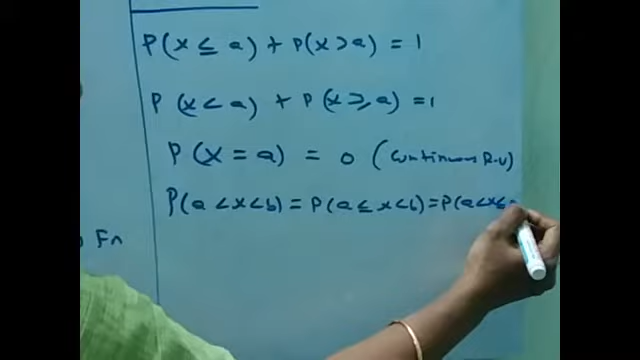 P(x ≤ a) + P(x > a) = 1
P(x < a) + P(x ≥ a) = 1
P(X = a) = 0 (Continuous R.v)
P(a < x < b) = P(a ≤ x < b) = P(a < x ≤
Fn